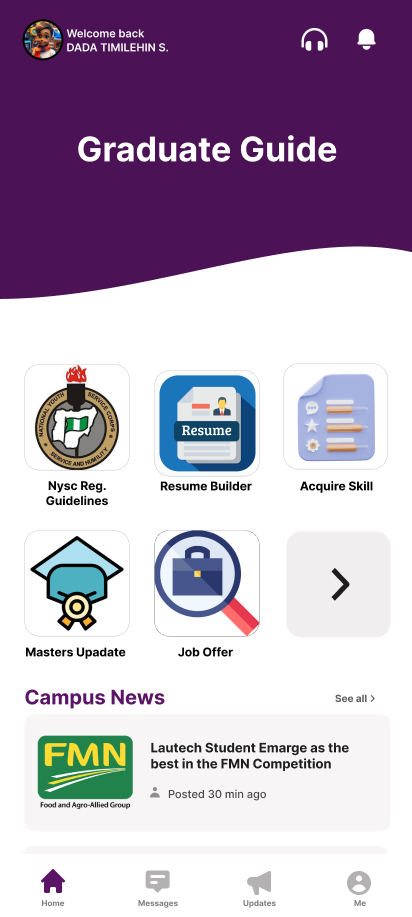 Welcome back
DADA TIMILEHIN S.
Graduate Guide
NATIONAL YOUTH SERVICE CORPS
SERVICE AND HUMILITY
Resume
Nysc Reg.
Guidelines
Resume Builder
Acquire Skill
Masters Upadate
Job Offer
Campus News
See all
FMN
Food and Agro-Allied Group
Lautech Student Emarge as the
best in the FMN Competition
Posted 30 min ago
Home
Messages
Updates
Me